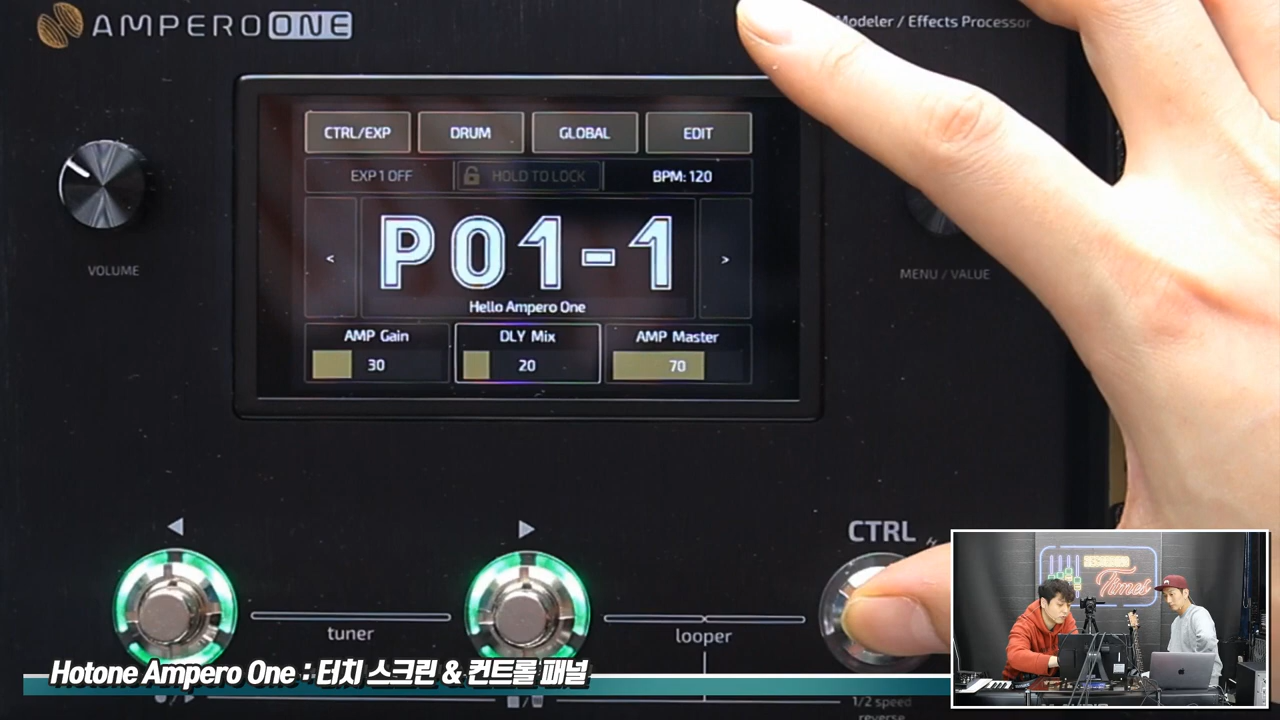 AMPERO ONE
Modeler / Effects Processor
CTRL/EXP DRUM GLOBAL EDIT
EXP 1 OFF HOLD TO LOCK BPM: 120
< P01-1 >
Hello Ampero One
AMP Gain DLY Mix AMP Master
30 20 70
VOLUME
MENU / VALUE
CTRL
tuner
looper
Times
Hotone Ampero One : 터치 스크린 & 컨트롤 패널
1/2 speed
reverse